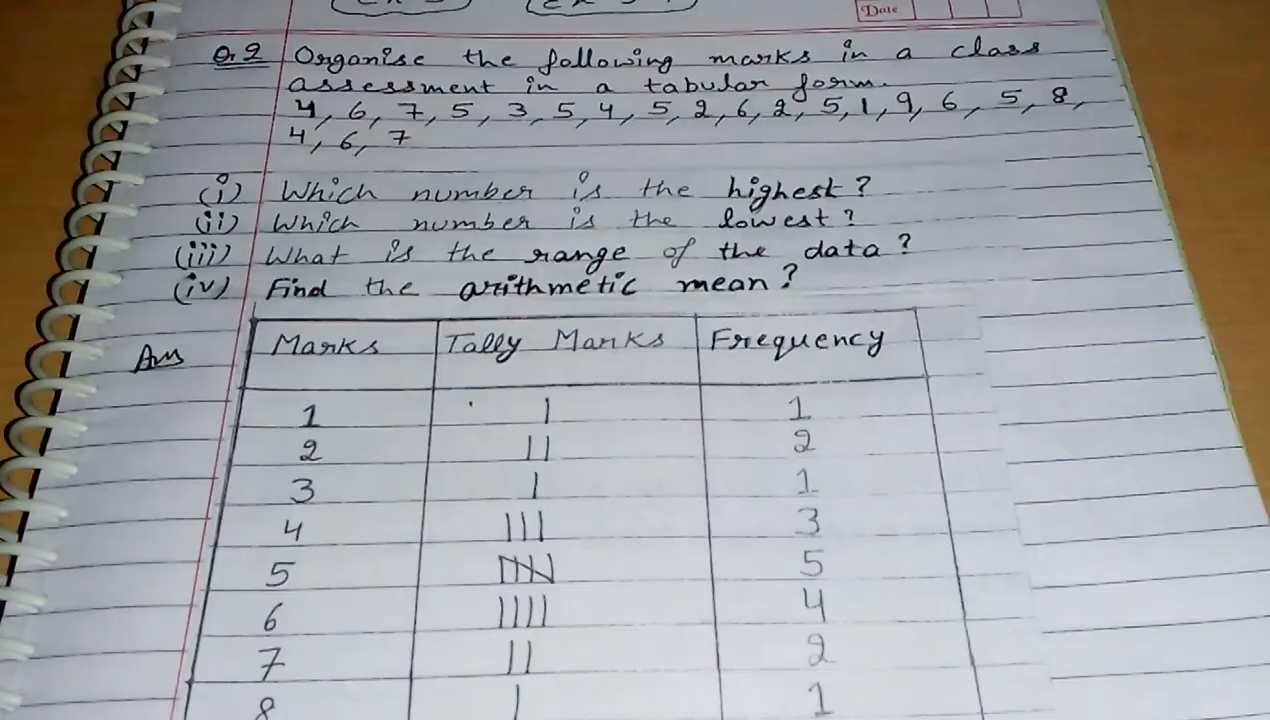 Date
Q.2 Organise the following marks in a class
assessment in a tabular form.
4, 6, 7, 5, 3, 5, 4, 5, 2, 6, 2, 5, 1, 9, 6, 5, 8,
4, 6, 7
(i) Which number is the highest?
(ii) Which number is the lowest?
(iii) What is the range of the data?
(iv) Find the arithmetic mean?
Ans
Marks Tally Marks Frequency
1 | 1
2 || 2
3 | 1
4 ||| 3
5 𝍸 5
6 |||| 4
7 || 2
8 | 1